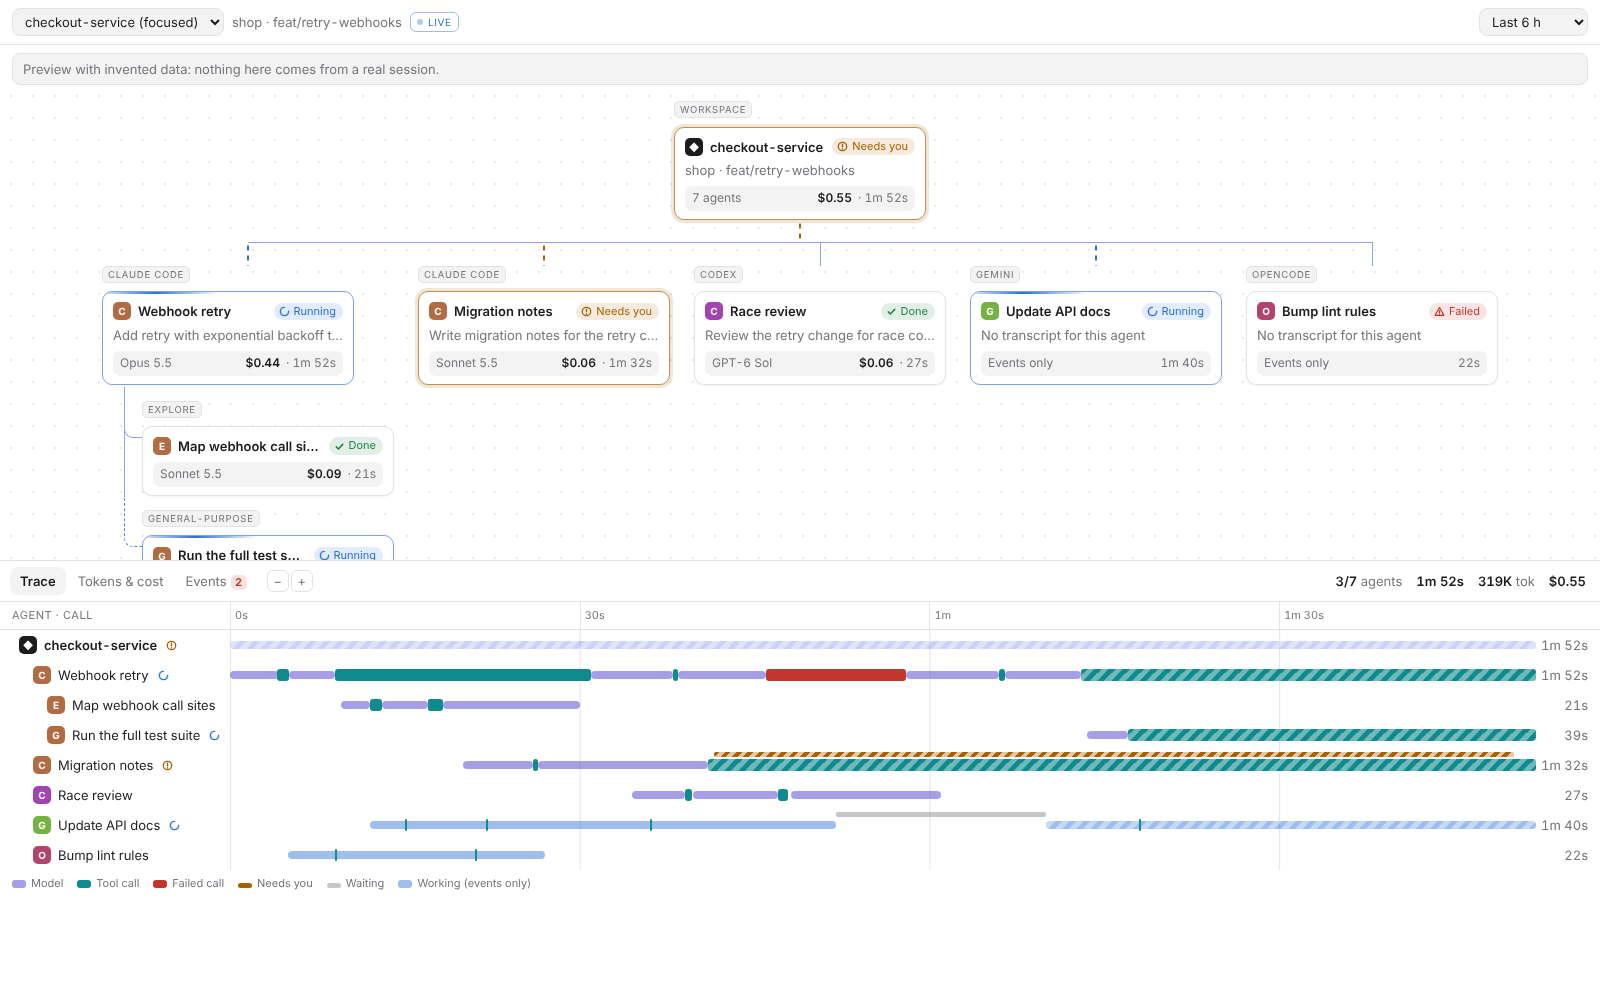 checkout-service (focused) shop · feat/retry-webhooks LIVE Last 6 h
Preview with invented data: nothing here comes from a real session.
WORKSPACE
checkout-service Needs you
shop · feat/retry-webhooks
7 agents $0.55 · 1m 52s
CLAUDE CODE CLAUDE CODE CODEX GEMINI OPENCODE
C Webhook retry Running C Migration notes Needs you C Race review Done G Update API docs Running O Bump lint rules Failed
Add retry with exponential backoff t... Write migration notes for the retry c... Review the retry change for race co... No transcript for this agent No transcript for this agent
Opus 5.5 $0.44 · 1m 52s Sonnet 5.5 $0.06 · 1m 32s GPT-6 Sol $0.06 · 27s Events only 1m 40s Events only 22s
EXPLORE
E Map webhook call si... Done
Sonnet 5.5 $0.09 · 21s
GENERAL-PURPOSE
G Run the full test s... Running
Trace Tokens & cost Events 2 − + 3/7 agents 1m 52s 319K tok $0.55
AGENT · CALL 0s 30s 1m 1m 30s
checkout-service 1m 52s
C Webhook retry 1m 52s
E Map webhook call sites 21s
G Run the full test suite 39s
C Migration notes 1m 32s
C Race review 27s
G Update API docs 1m 40s
O Bump lint rules 22s
Model Tool call Failed call Needs you Waiting Working (events only)